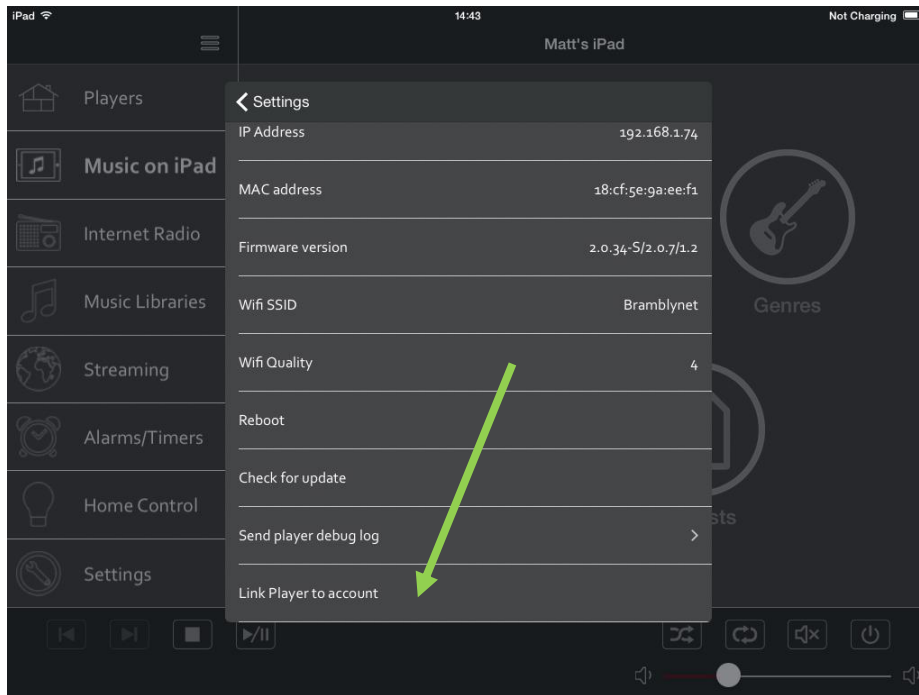 iPad 14:43 Not Charging
Matt's iPad
Players
Music on iPad
Internet Radio
Music Libraries
Streaming
Alarms/Timers
Home Control
Settings
Settings
IP Address 192.168.1.74
MAC address 18:cf:5e:9a:ee:f1
Firmware version 2.0.34-S/2.0.7/1.2
Wifi SSID Bramblynet
Wifi Quality 4
Reboot
Check for update
Send player debug log
Link Player to account
Genres
sts